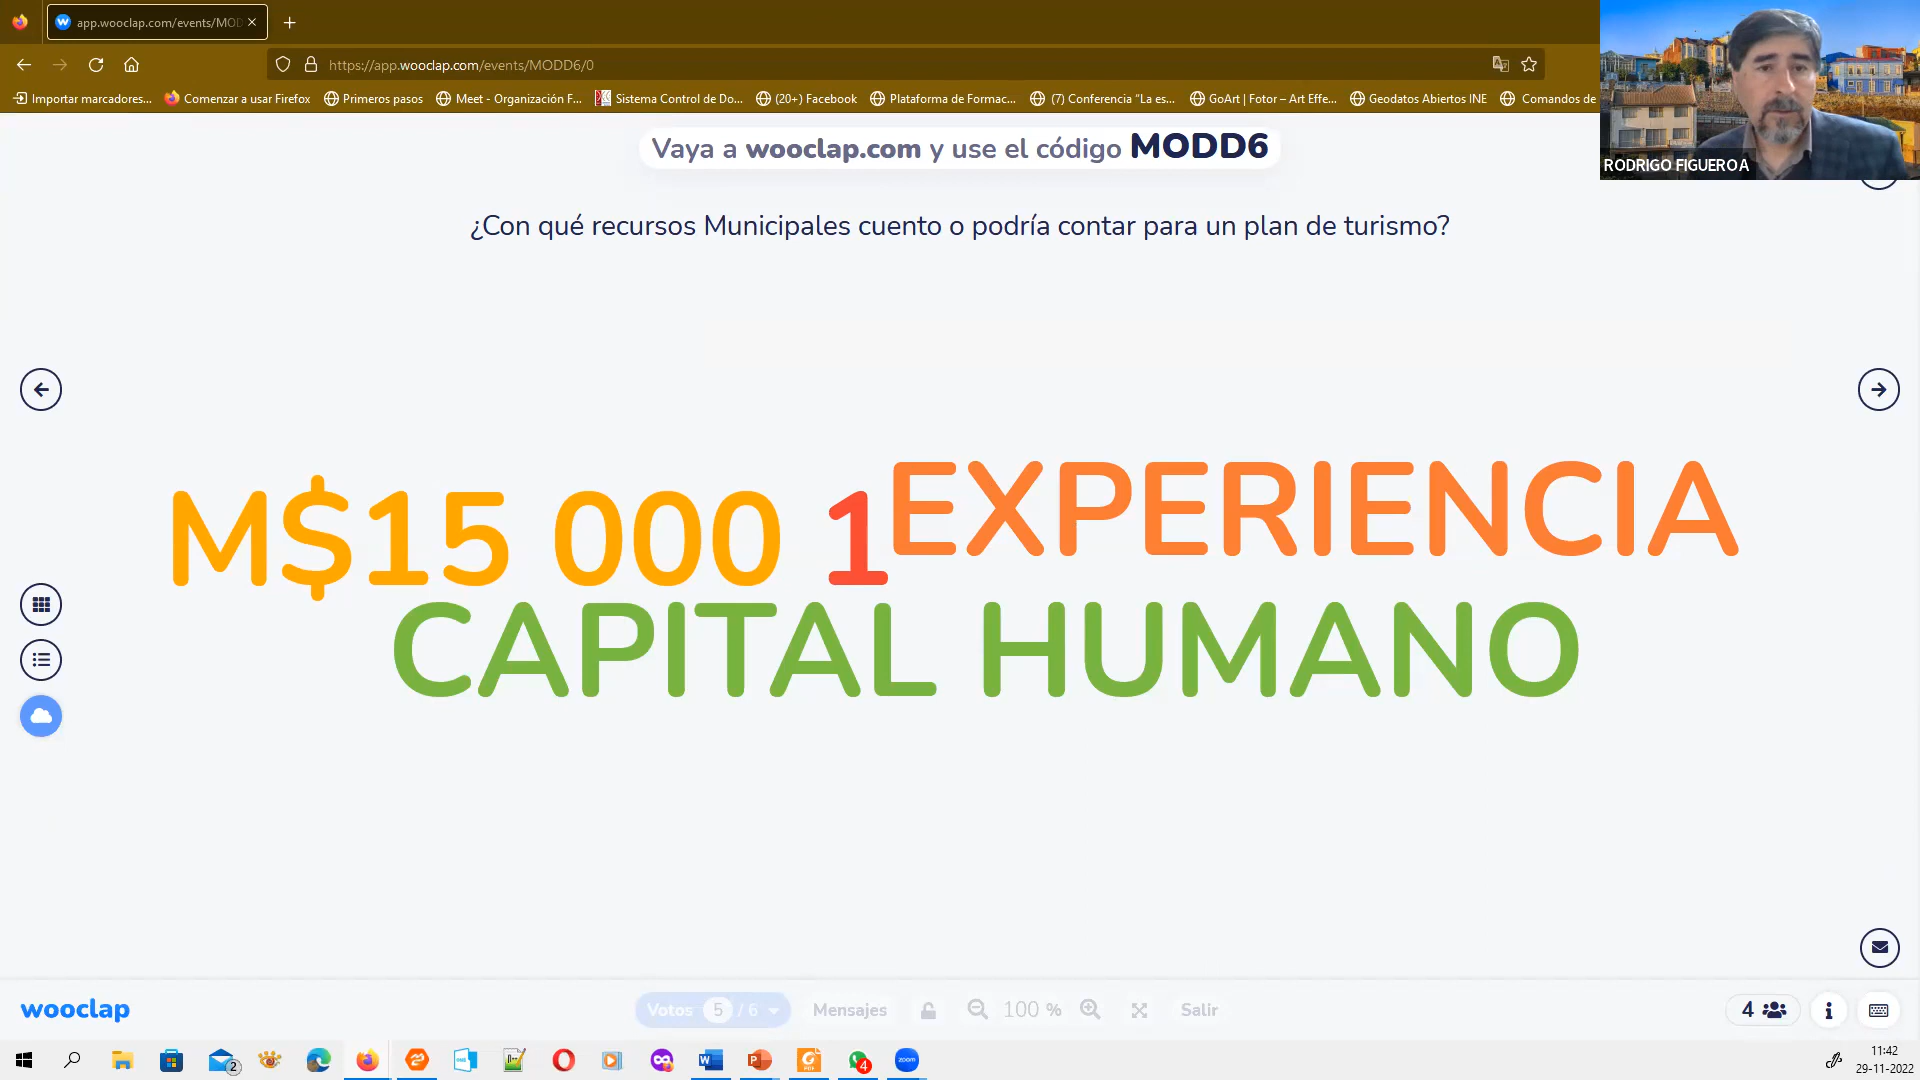 app.wooclap.com/events/MOD
https://app.wooclap.com/events/MODD6/0
Importar marcadores...
Comenzar a usar Firefox
Primeros pasos
Meet - Organización F...
Sistema Control de Do...
(20+) Facebook
Plataforma de Formac...
(7) Conferencia "La es...
GoArt | Fotor – Art Effe...
Geodatos Abiertos INE
Comandos de
RODRIGO FIGUEROA
Vaya a wooclap.com y use el código MODD6
¿Con qué recursos Municipales cuento o podría contar para un plan de turismo?
M$15 000 1 EXPERIENCIA
CAPITAL HUMANO
wooclap
Votos 5 / 6
Mensajes
100 %
Salir
4
2
4
zoom
11:42
29-11-2022